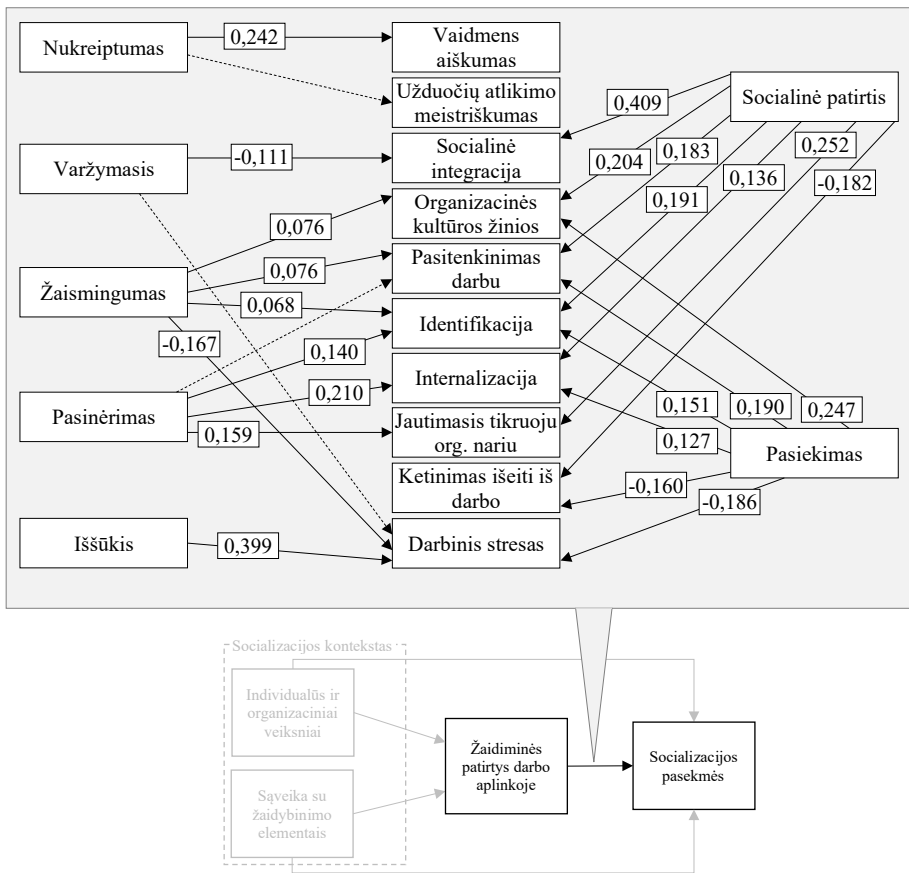 Nukreiptumas
0,242
Vaidmens
aiškumas
Užduočių atlikimo
meistriškumas
Socialinė patirtis
0,409
Varžymasis
-0,111
Socialinė
integracija
0,204
0,183
0,252
0,136
-0,182
0,191
Organizacinės
kultūros žinios
0,076
Žaismingumas
0,076
Pasitenkinimas
darbu
0,068
Identifikacija
-0,167
0,140
Internalizacija
0,210
Pasinėrimas
0,159
Jautimasis tikruoju
org. nariu
0,151
0,190
0,247
0,127
Pasiekimas
Ketinimas išeiti iš
darbo
-0,160
-0,186
Iššūkis
0,399
Darbinis stresas
Socializacijos kontekstas
Individualūs ir
organizaciniai
veiksniai
Sąveika su
žaidybinimo
elementais
Žaidiminės
patirtys darbo
aplinkoje
Socializacijos
pasekmės